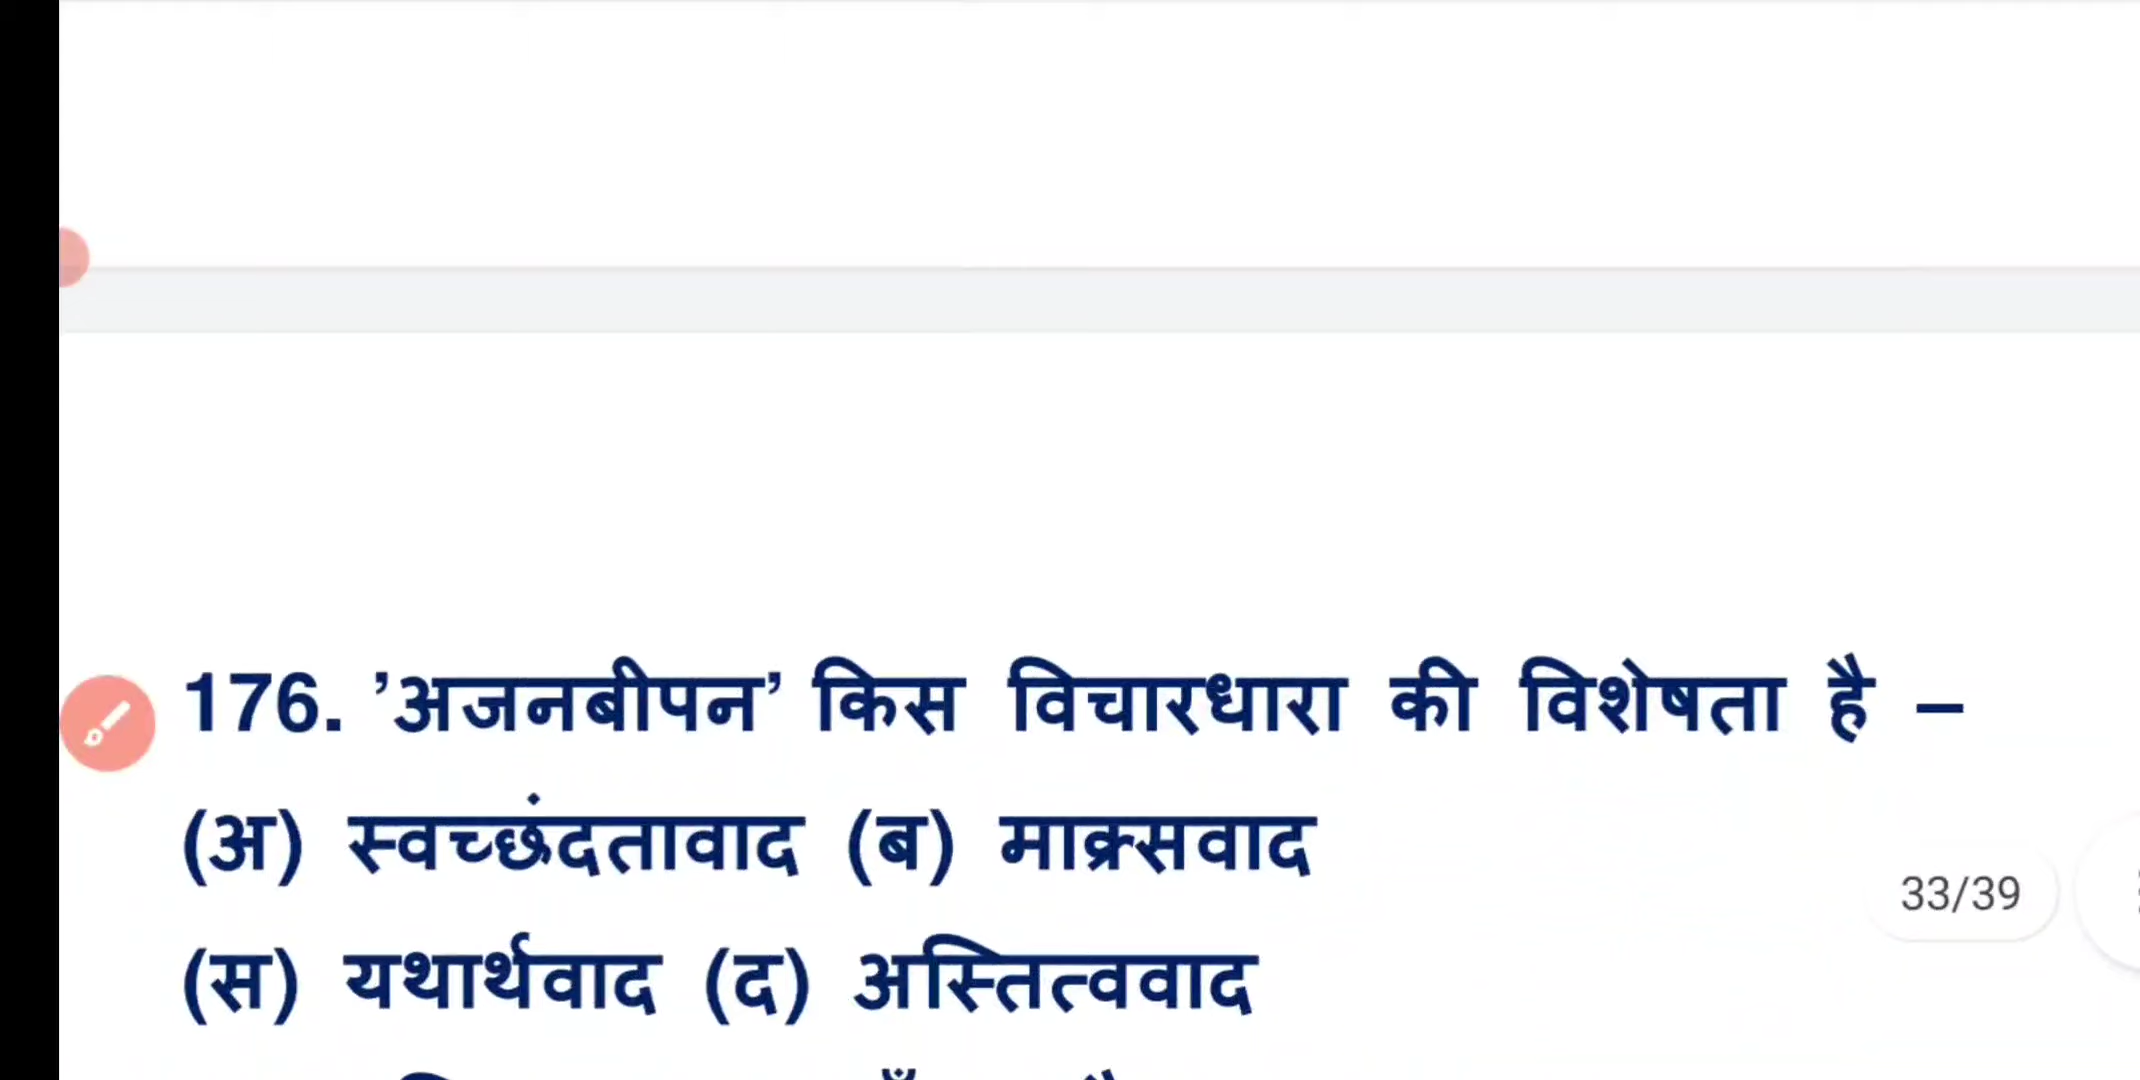 176. ’अजनबीपन’ किस विचारधारा की विशेषता है –
(अ) स्वच्छंदतावाद (ब) माक्र्सवाद
33/39
(स) यथार्थवाद (द) अस्तित्ववाद